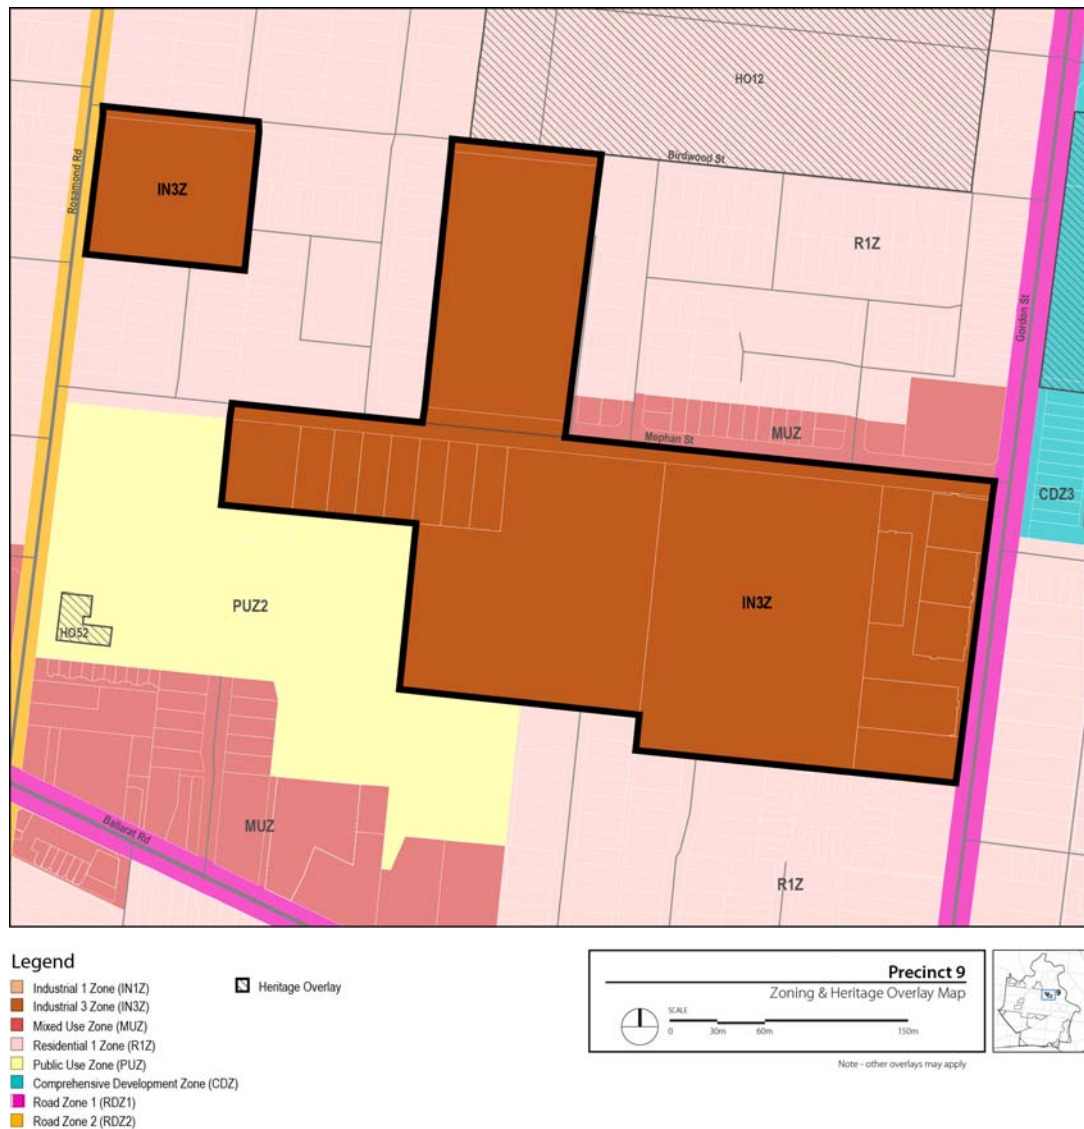 HO12
Birdwood St
Rosamond Rd
IN3Z
R1Z
Gordon St
Mephan St
MUZ
CDZ3
PUZ2
IN3Z
HO52
MUZ
Ballarat Rd
R1Z
Legend
Industrial 1 Zone (IN1Z)
Industrial 3 Zone (IN3Z)
Mixed Use Zone (MUZ)
Residential 1 Zone (R1Z)
Public Use Zone (PUZ)
Comprehensive Development Zone (CDZ)
Road Zone 1 (RDZ1)
Road Zone 2 (RDZ2)
Heritage Overlay
Precinct 9
Zoning & Heritage Overlay Map
SCALE
0 30m 60m 150m
Note - other overlays may apply